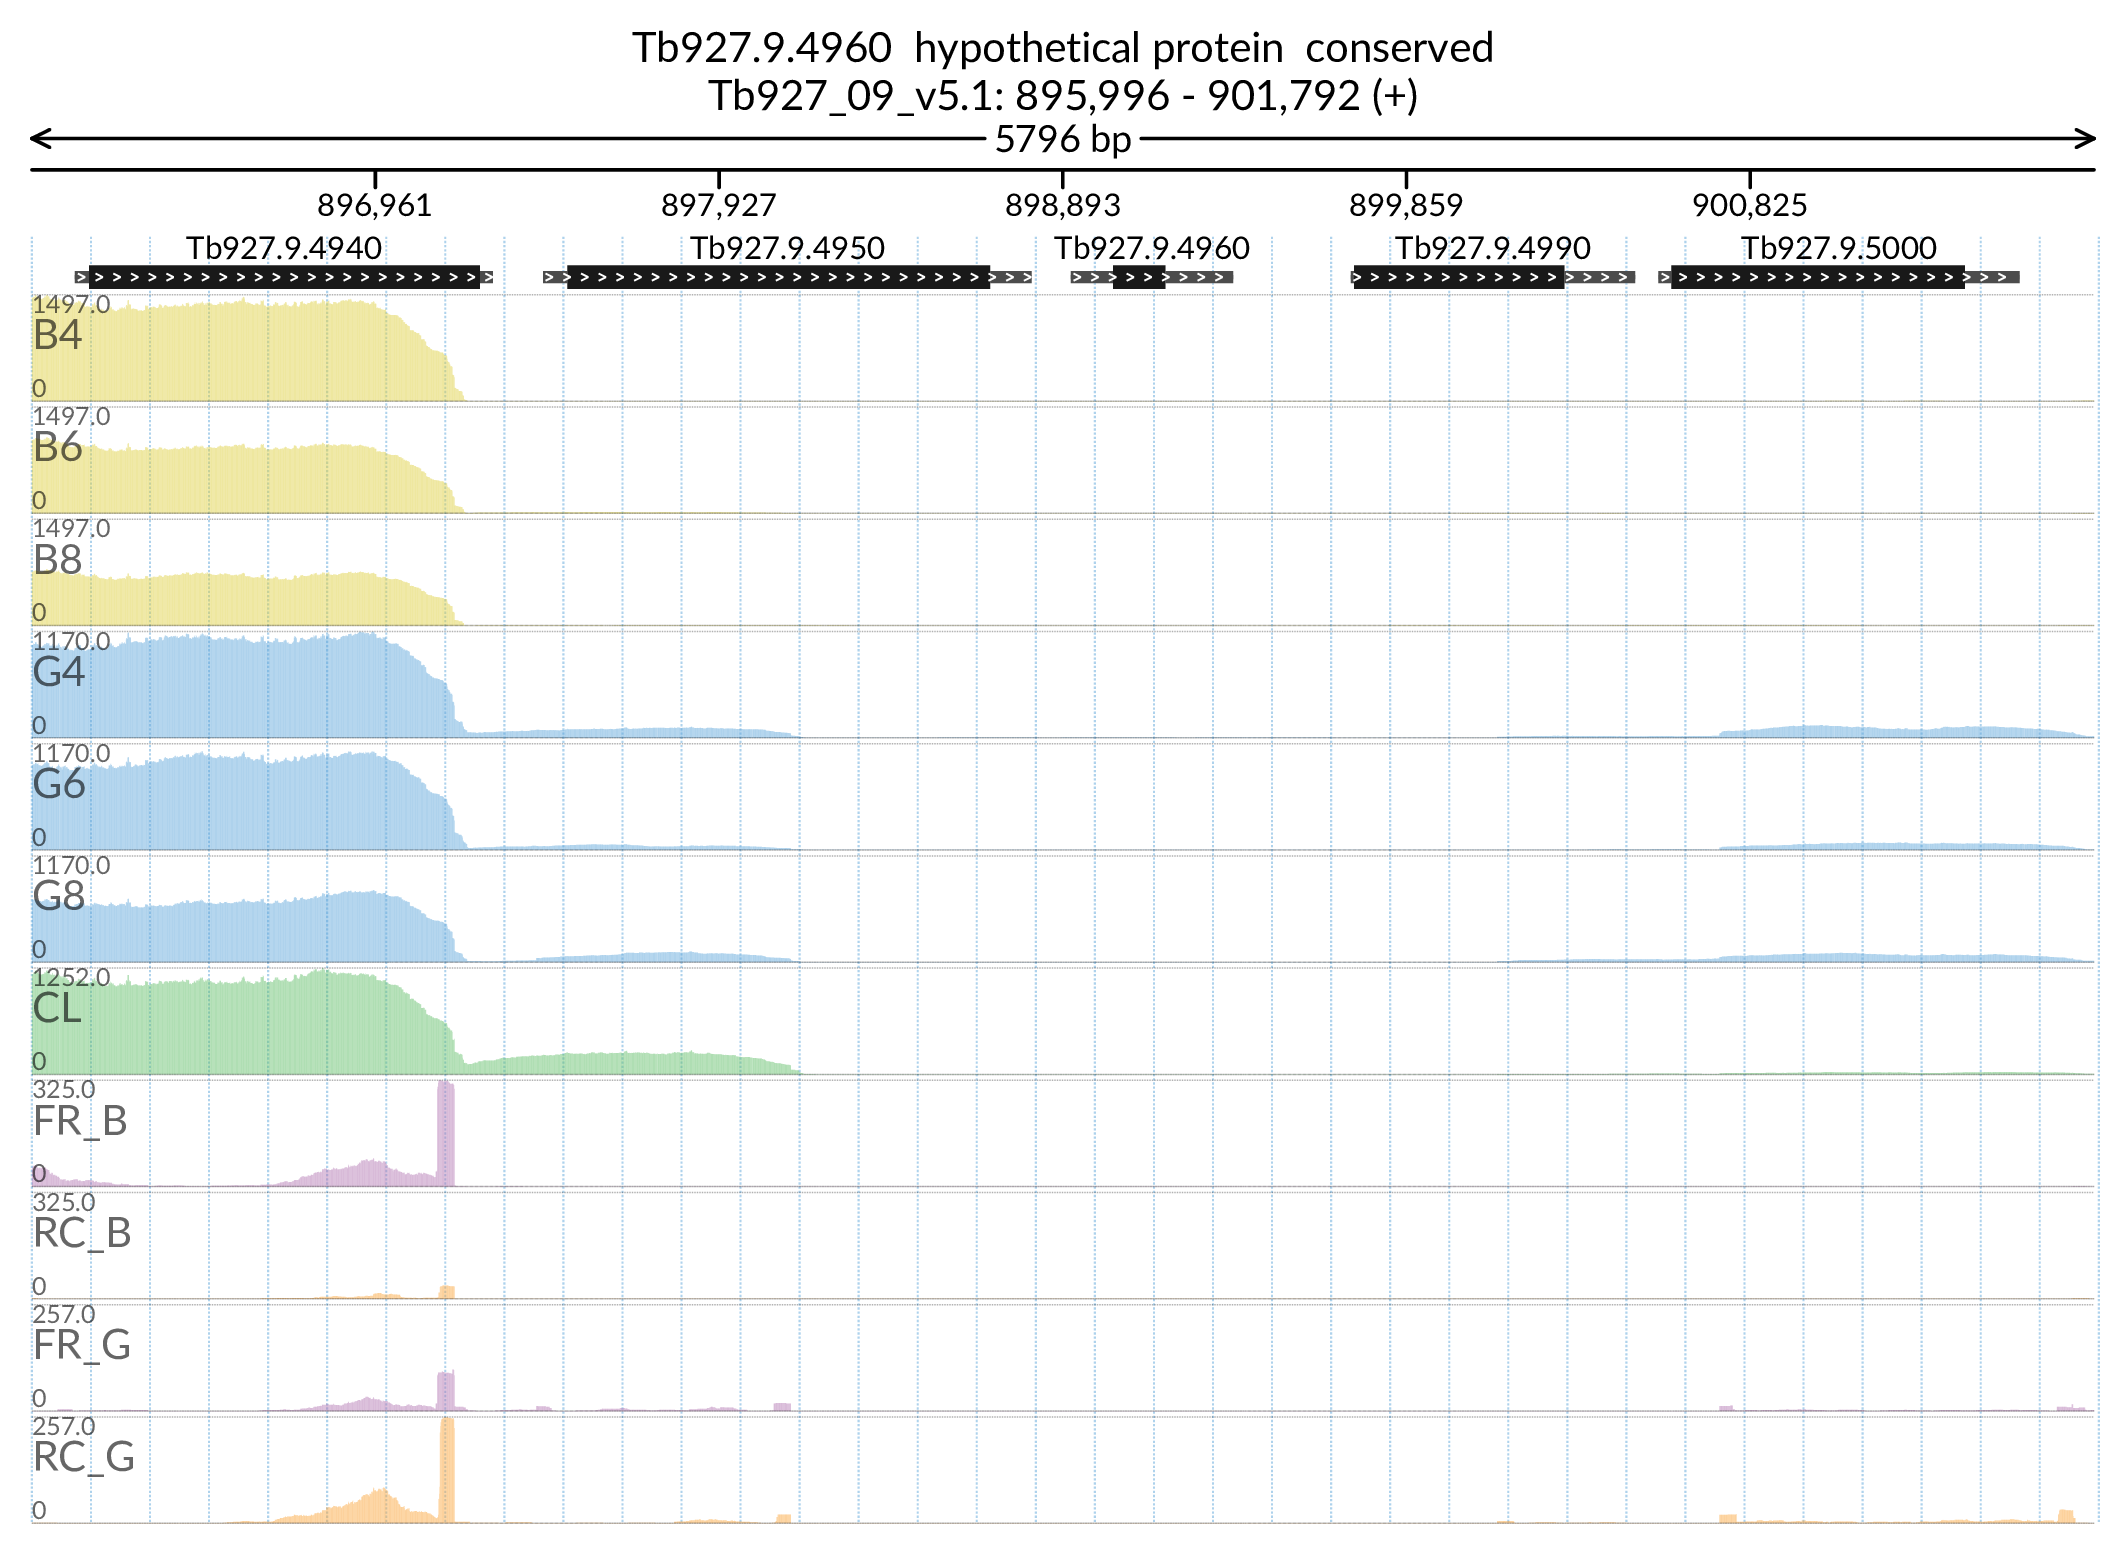 Tb927.9.4960  hypothetical protein  conserved
Tb927_09_v5.1: 895,996 - 901,792 (+)
5796 bp
896,961 897,927 898,893 899,859 900,825
Tb927.9.4940 Tb927.9.4950 Tb927.9.4960 Tb927.9.4990 Tb927.9.5000
1497.0
B4
0
1497.0
B6
0
1497.0
B8
0
1170.0
G4
0
1170.0
G6
0
1170.0
G8
0
1252.0
CL
0
325.0
FR_B
0
325.0
RC_B
0
257.0
FR_G
0
257.0
RC_G
0